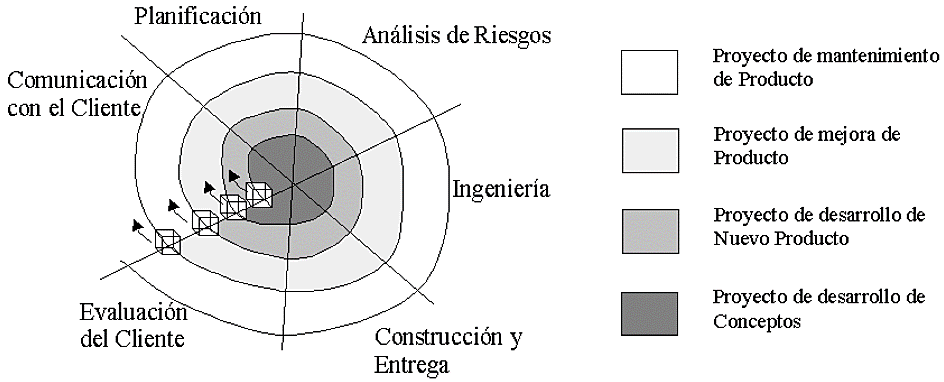 Planificación
Análisis de Riesgos
Comunicación
con el Cliente
Ingeniería
Evaluación
del Cliente
Construcción y
Entrega
Proyecto de mantenimiento
de Producto
Proyecto de mejora de
Producto
Proyecto de desarrollo de
Nuevo Producto
Proyecto de desarrollo de
Conceptos